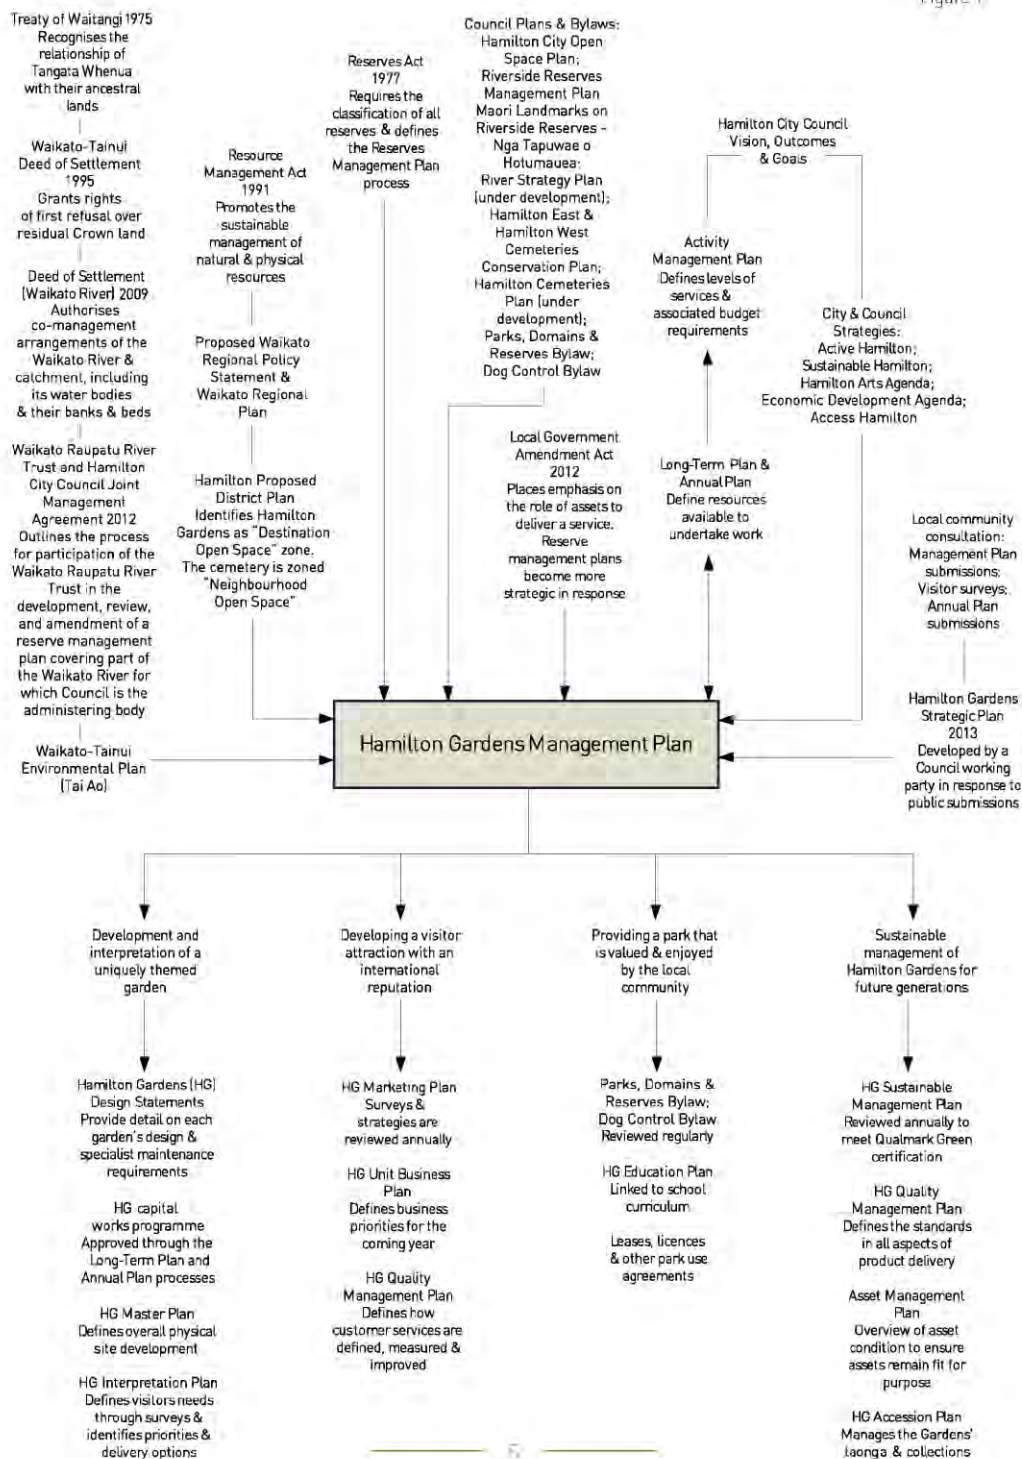 Figure 1
Treaty of Waitangi 1975
Recognises the
relationship of
Tangata Whenua
with their ancestral
lands
Waikato-Tainui
Deed of Settlement
1995
Grants rights
of first refusal over
residual Crown land
Deed of Settlement
(Waikato River) 2009
Authorises
co-management
arrangements of the
Waikato River &
catchment, including
its water bodies
& their banks & beds
Waikato Raupatu River
Trust and Hamilton
City Council Joint
Management
Agreement 2012
Outlines the process
for participation of the
Waikato Raupatu River
Trust in the
development, review,
and amendment of a
reserve management
plan covering part of
the Waikato River for
which Council is the
administering body
Waikato-Tainui
Environmental Plan
(Tai Ao)
Resource
Management Act
1991
Promotes the
sustainable
management of
natural & physical
resources
Proposed Waikato
Regional Policy
Statement &
Waikato Regional
Plan
Hamilton Proposed
District Plan
Identifies Hamilton
Gardens as "Destination
Open Space" zone.
The cemetery is zoned
"Neighbourhood
Open Space"
Reserves Act
1977
Requires the
classification of all
reserves & defines
the Reserves
Management Plan
process
Council Plans & Bylaws:
Hamilton City Open
Space Plan;
Riverside Reserves
Management Plan
Maori Landmarks on
Riverside Reserves -
Nga Tapuwae o
Hotumauea:
River Strategy Plan
(under development);
Hamilton East &
Hamilton West
Cemeteries
Conservation Plan;
Hamilton Cemeteries
Plan (under
development);
Parks, Domains &
Reserves Bylaw;
Dog Control Bylaw
Local Government
Amendment Act
2012
Places emphasis on
the role of assets to
deliver a service.
Reserve
management plans
become more
strategic in response
Hamilton City Council
Vision, Outcomes
& Goals
Activity
Management Plan
Defines levels of
services &
associated budget
requirements
Long-Term Plan &
Annual Plan
Define resources
available to
undertake work
City & Council
Strategies:
Active Hamilton;
Sustainable Hamilton;
Hamilton Arts Agenda;
Economic Development Agenda;
Access Hamilton
Local community
consultation:
Management Plan
submissions;
Visitor surveys;
Annual Plan
submissions
Hamilton Gardens
Strategic Plan
2013
Developed by a
Council working
party in response to
public submissions
Hamilton Gardens Management Plan
Development and
interpretation of a
uniquely themed
garden
Hamilton Gardens (HG)
Design Statements
Provide detail on each
garden's design &
specialist maintenance
requirements
HG capital
works programme
Approved through the
Long-Term Plan and
Annual Plan processes
HG Master Plan
Defines overall physical
site development
HG Interpretation Plan
Defines visitors needs
through surveys &
identifies priorities &
delivery options
Developing a visitor
attraction with an
international
reputation
HG Marketing Plan
Surveys &
strategies are
reviewed annually
HG Unit Business
Plan
Defines business
priorities for the
coming year
HG Quality
Management Plan
Defines how
customer services are
defined, measured &
improved
Providing a park that
is valued & enjoyed
by the local
community
Parks, Domains &
Reserves Bylaw;
Dog Control Bylaw
Reviewed regularly
HG Education Plan
Linked to school
curriculum
Leases, licences
& other park use
agreements
Sustainable
management of
Hamilton Gardens for
future generations
HG Sustainable
Management Plan
Reviewed annually to
meet Qualmark Green
certification
HG Quality
Management Plan
Defines the standards
in all aspects of
product delivery
Asset Management
Plan
Overview of asset
condition to ensure
assets remain fit for
purpose
HG Accession Plan
Manages the Gardens'
taonga & collections